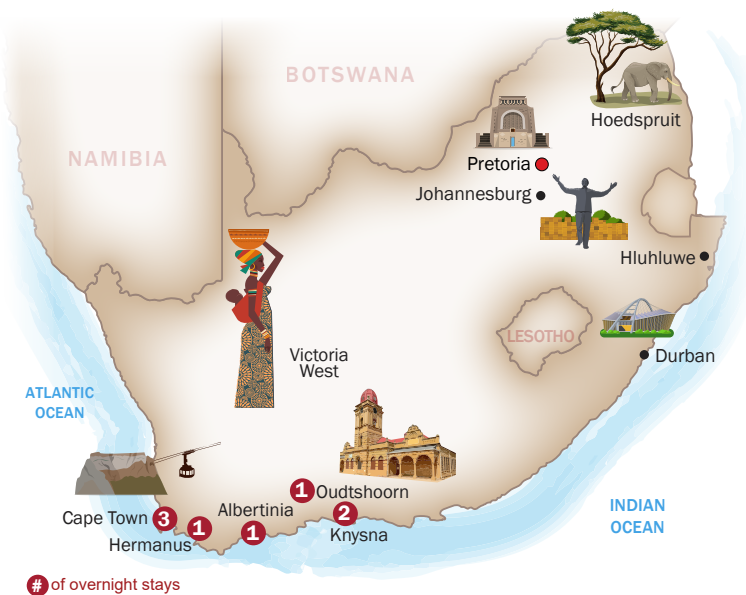 BOTSWANA
NAMIBIA
Hoedspruit
Pretoria
Johannesburg
Hluhluwe
LESOTHO
Durban
Victoria
West
ATLANTIC
OCEAN
1 Oudtshoorn
Albertinia
1
2
Knysna
Cape Town 3
1
Hermanus
INDIAN
OCEAN
# of overnight stays